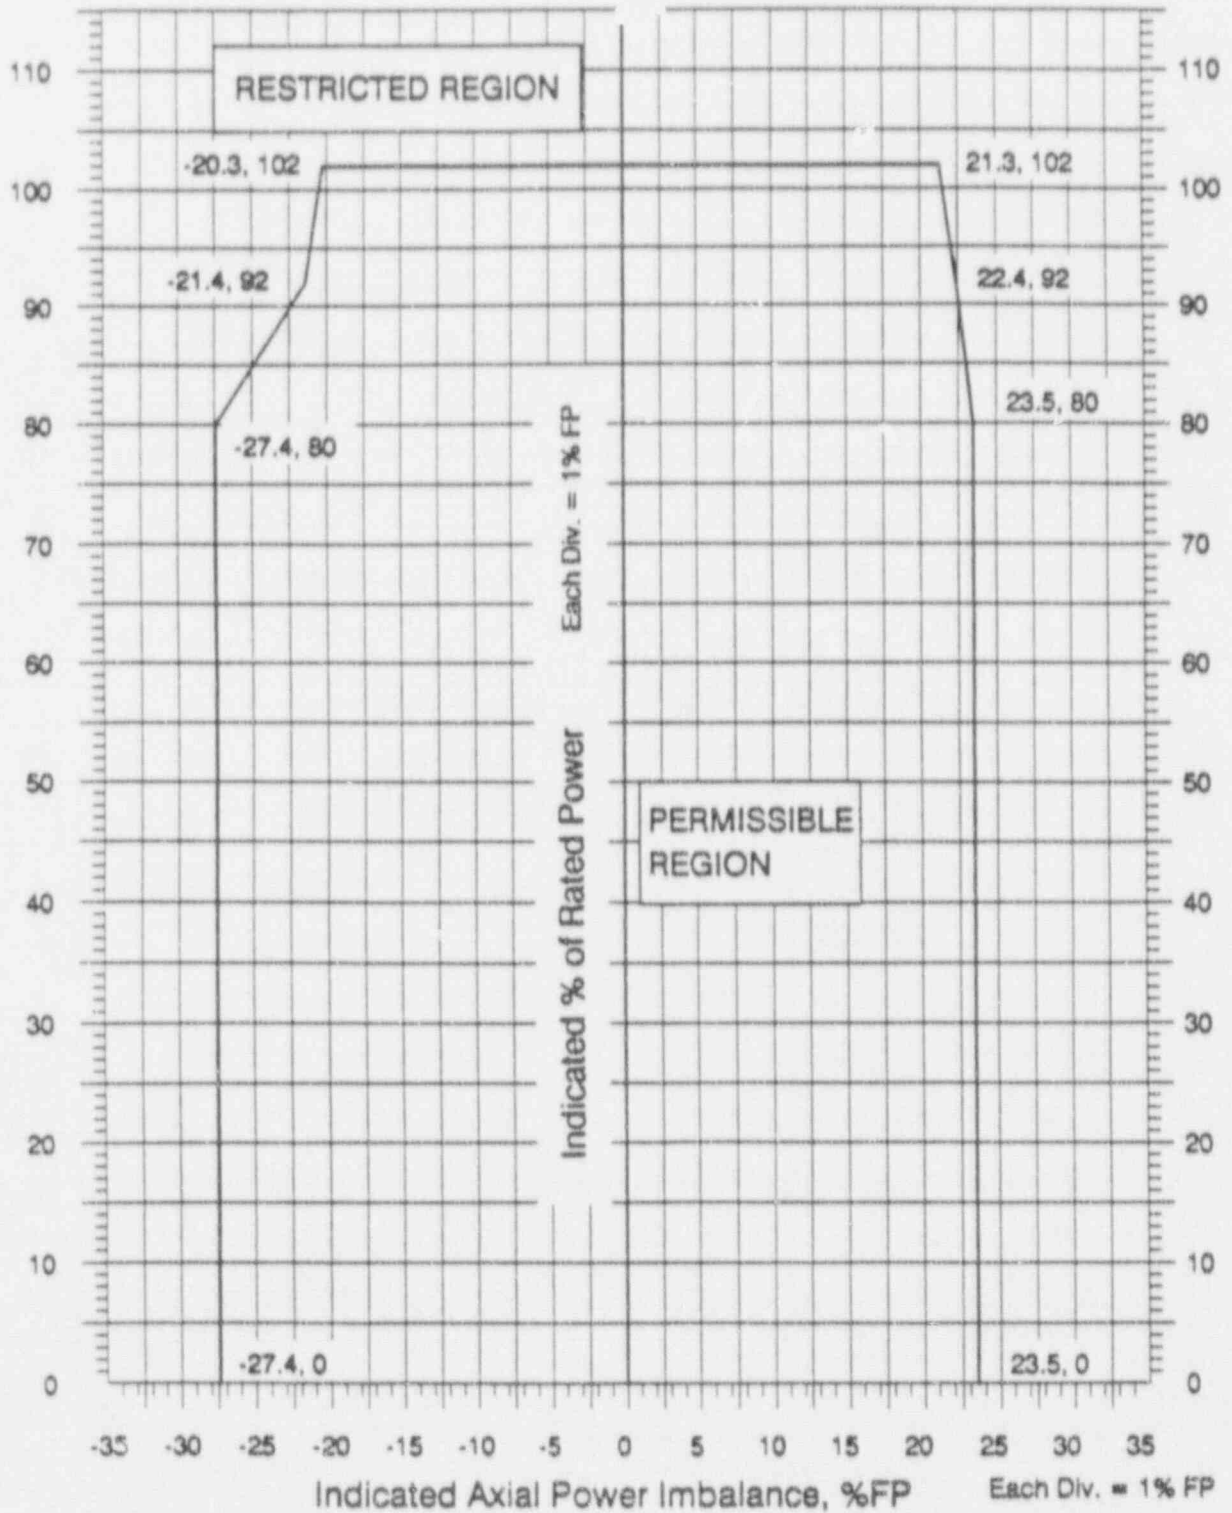 110 110
RESTRICTED REGION
-20.3, 102 21.3, 102
100 100
-21.4, 92 22.4, 92
90 90
23.5, 80
80 80
-27.4, 80
Each Div. = 1% FP
70 70
60 60
Indicated % of Rated Power
50 50
PERMISSIBLE
REGION
40 40
30 30
20 20
10 10
-27.4, 0 23.5, 0
0 0
-35 -30 -25 -20 -15 -10 -5 0 5 10 15 20 25 30 35
Indicated Axial Power Imbalance, %FP Each Div. = 1% FP